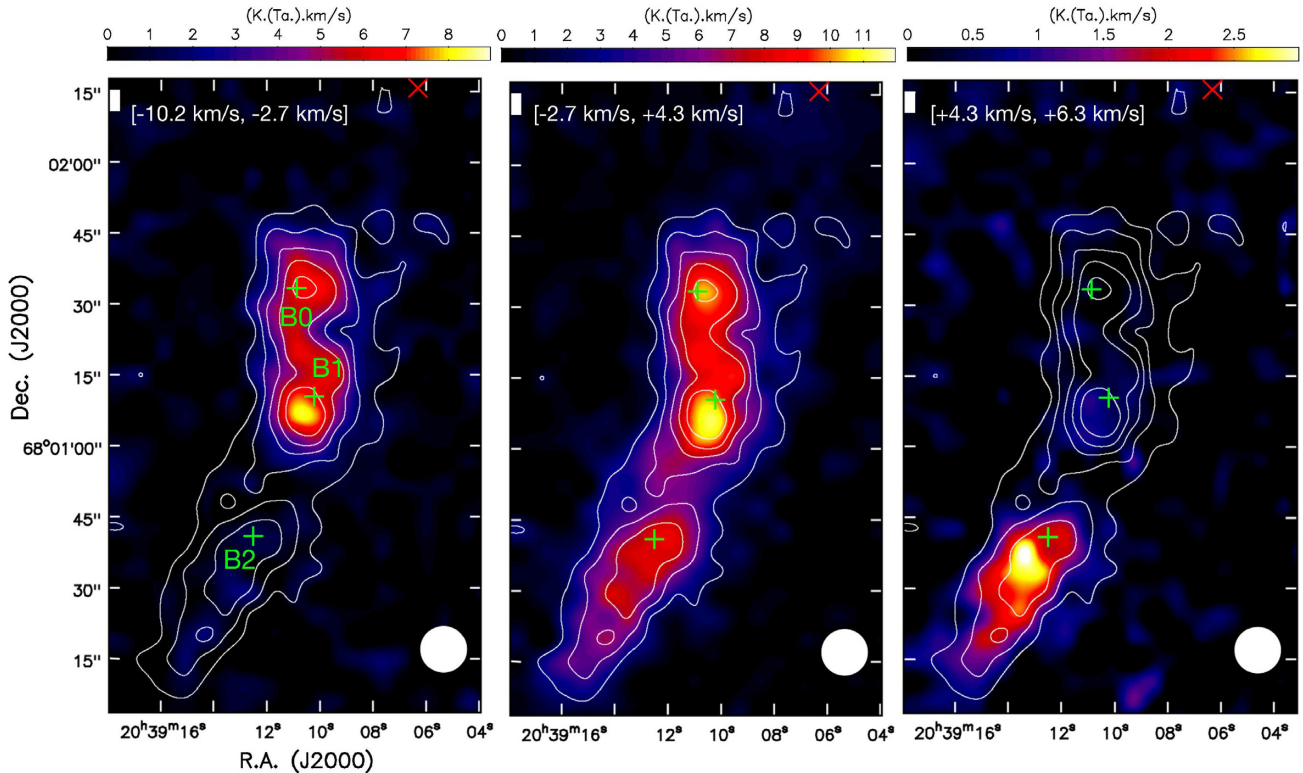 (K.(Ta.).km/s) (K.(Ta.).km/s) (K.(Ta.).km/s)
0 1 2 3 4 5 6 7 8 0 1 2 3 4 5 6 7 8 9 10 11 0 0.5 1 1.5 2 2.5
15"
[-10.2 km/s, -2.7 km/s] [-2.7 km/s, +4.3 km/s] [+4.3 km/s, +6.3 km/s]
02'00"
45"
30"
B0
B1
15"
68°01'00"
45"
B2
30"
15"
Dec. (J2000)
20ʰ39ᵐ16ˢ 12ˢ 10ˢ 08ˢ 06ˢ 04ˢ 20ʰ39ᵐ16ˢ 12ˢ 10ˢ 08ˢ 06ˢ 04ˢ 20ʰ39ᵐ16ˢ 12ˢ 10ˢ 08ˢ 06ˢ 04ˢ
R.A. (J2000)